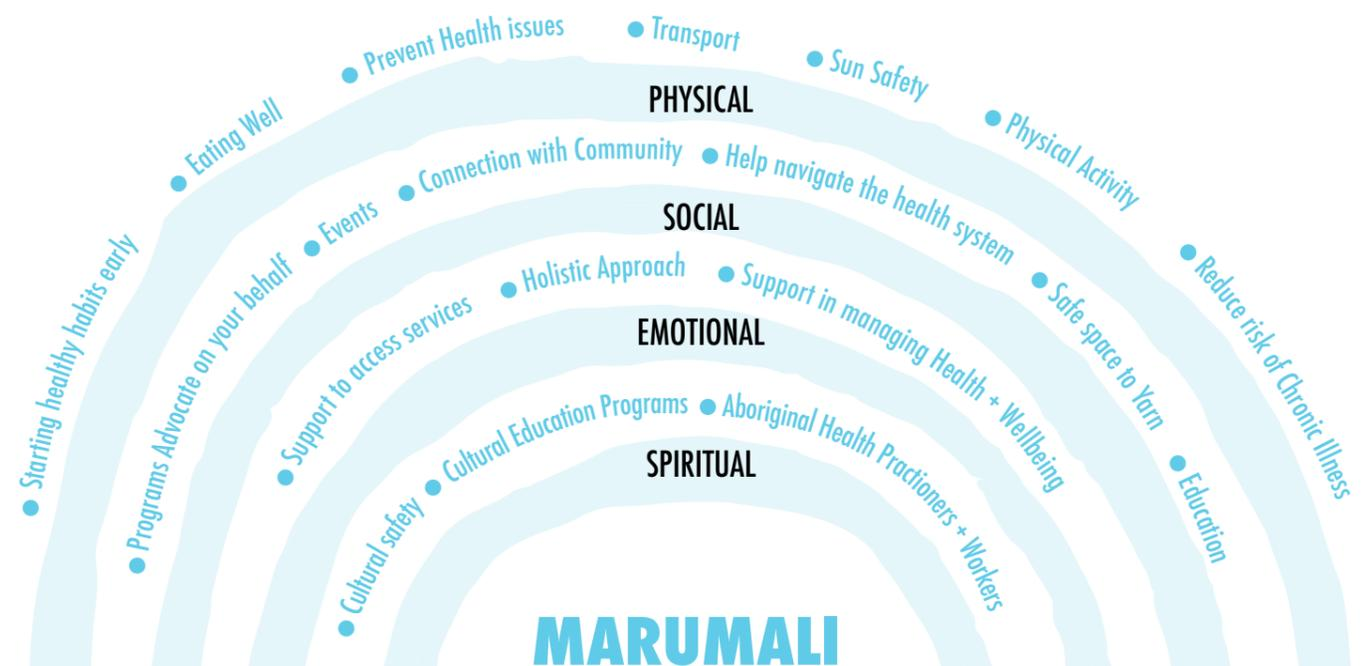 ● Starting healthy habits early
● Eating Well
● Prevent Health issues
● Transport
● Sun Safety
● Physical Activity
● Reduce risk of Chronic Illness
PHYSICAL
● Programs Advocate on your behalf
● Events
● Connection with Community
● Help navigate the health system
● Safe space to Yarn
● Education
SOCIAL
● Support to access services
● Holistic Approach
● Support in managing Health + Wellbeing
EMOTIONAL
● Cultural safety
● Cultural Education Programs
● Aboriginal Health Practioners + Workers
SPIRITUAL
MARUMALI